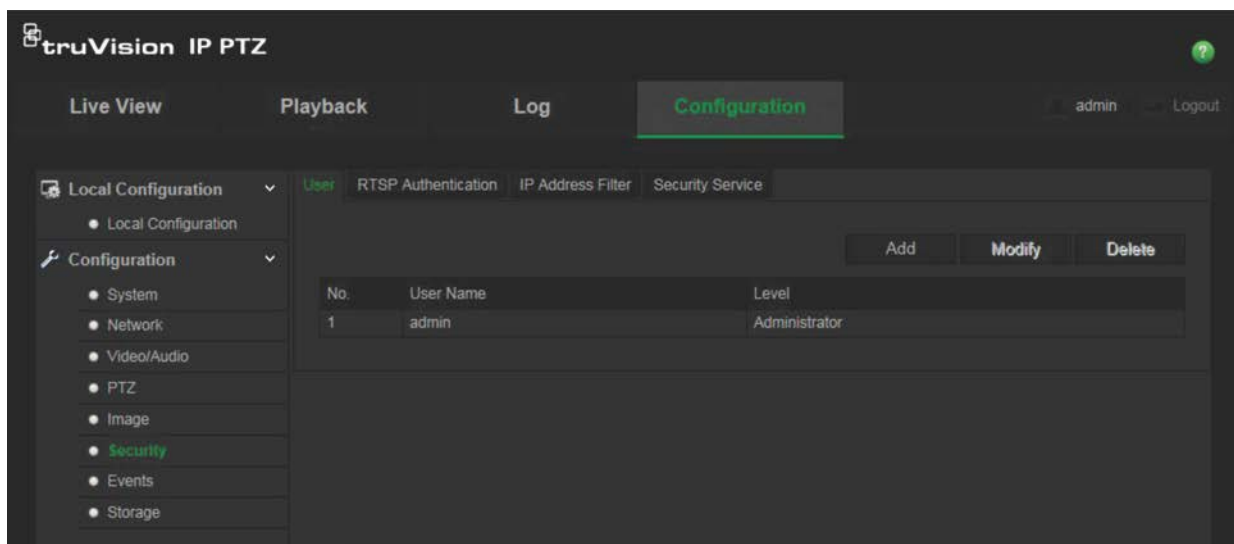 truVision IP PTZ
?
Live View Playback Log Configuration admin Logout
Local Configuration
Local Configuration
Configuration
System
Network
Video/Audio
PTZ
Image
Security
Events
Storage
User RTSP Authentication IP Address Filter Security Service
Add Modify Delete
No. User Name Level
1 admin Administrator